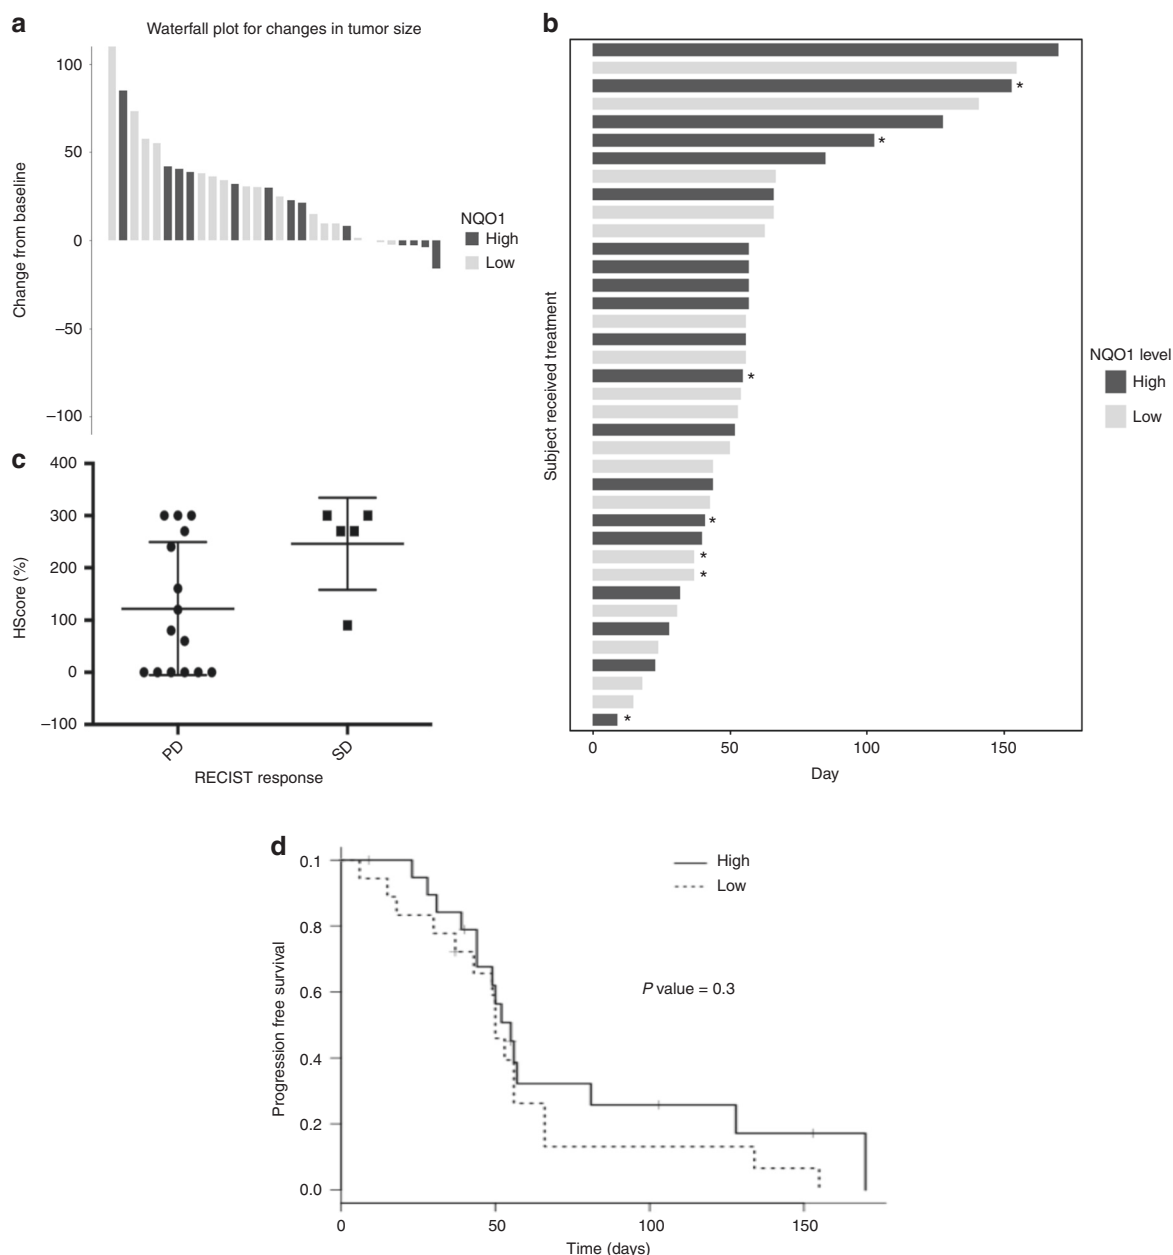 a
Waterfall plot for changes in tumor size
Change from baseline
100
50
0
−50
−100
NQO1
High
Low
b
Subject received treatment
*
*
*
*
*
*
*
0
50
100
150
Day
NQO1 level
High
Low
c
HScore (%)
400
300
200
100
0
−100
PD
SD
RECIST response
d
Progression free survival
0.1
0.8
0.6
0.4
0.2
0.0
High
Low
P value = 0.3
0
50
100
150
Time (days)